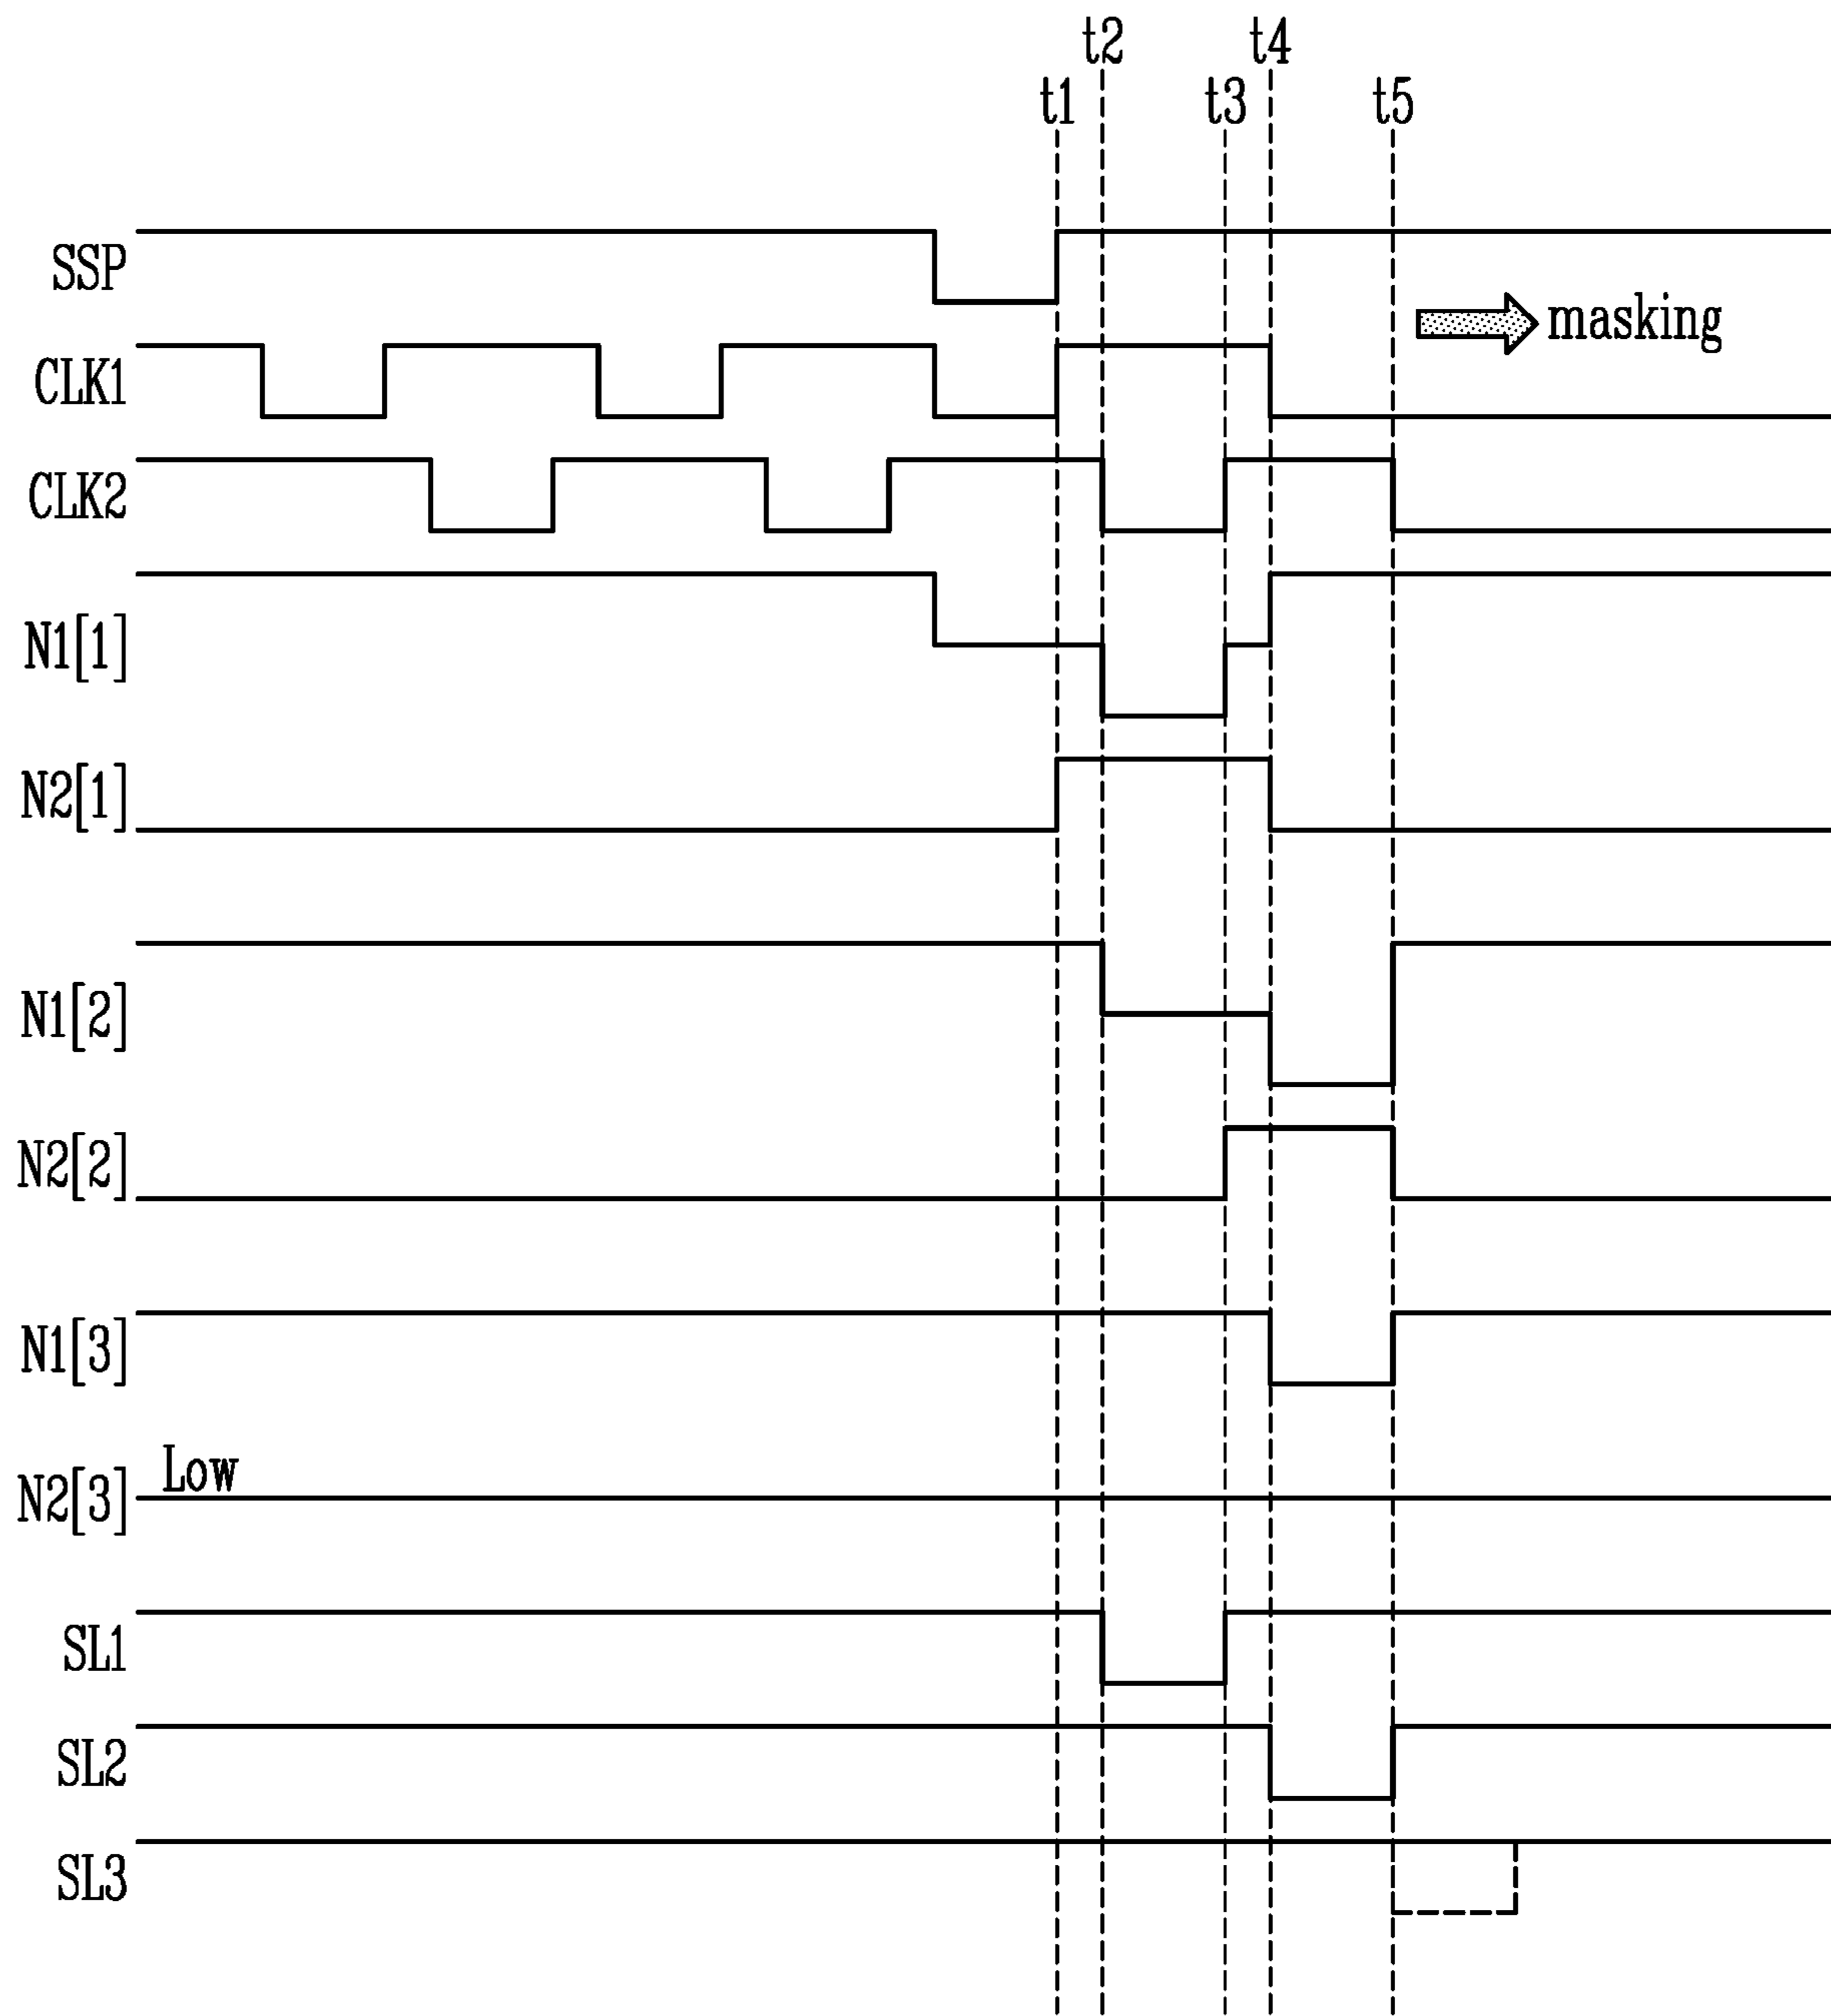 t2 t4
t1 t3 t5
SSP
masking
CLK1
CLK2
N1[1]
N2[1]
N1[2]
N2[2]
N1[3]
Low
N2[3]
SL1
SL2
SL3